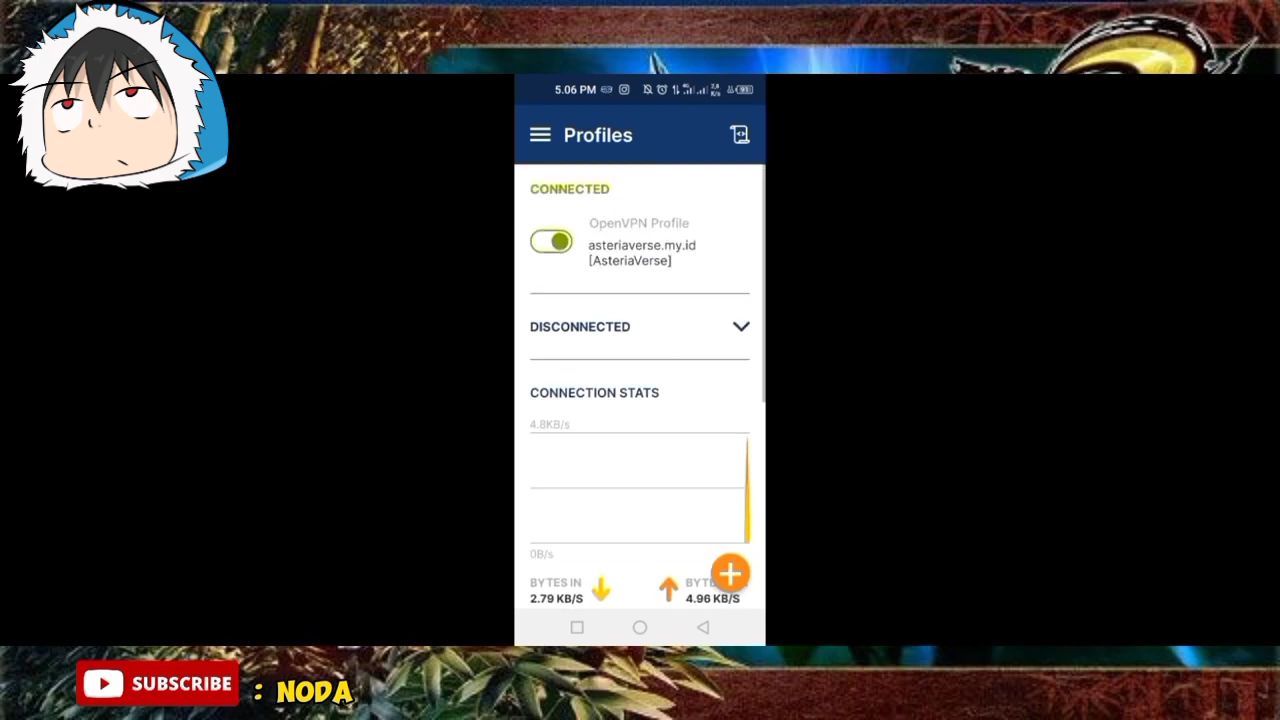 5.06 PM
Profiles
CONNECTED
OpenVPN Profile
asteriaverse.my.id
[AsteriaVerse]
DISCONNECTED
CONNECTION STATS
4.8KB/s
0B/s
BYTES IN
2.79 KB/S
4.96 KB/S
SUBSCRIBE : NODA